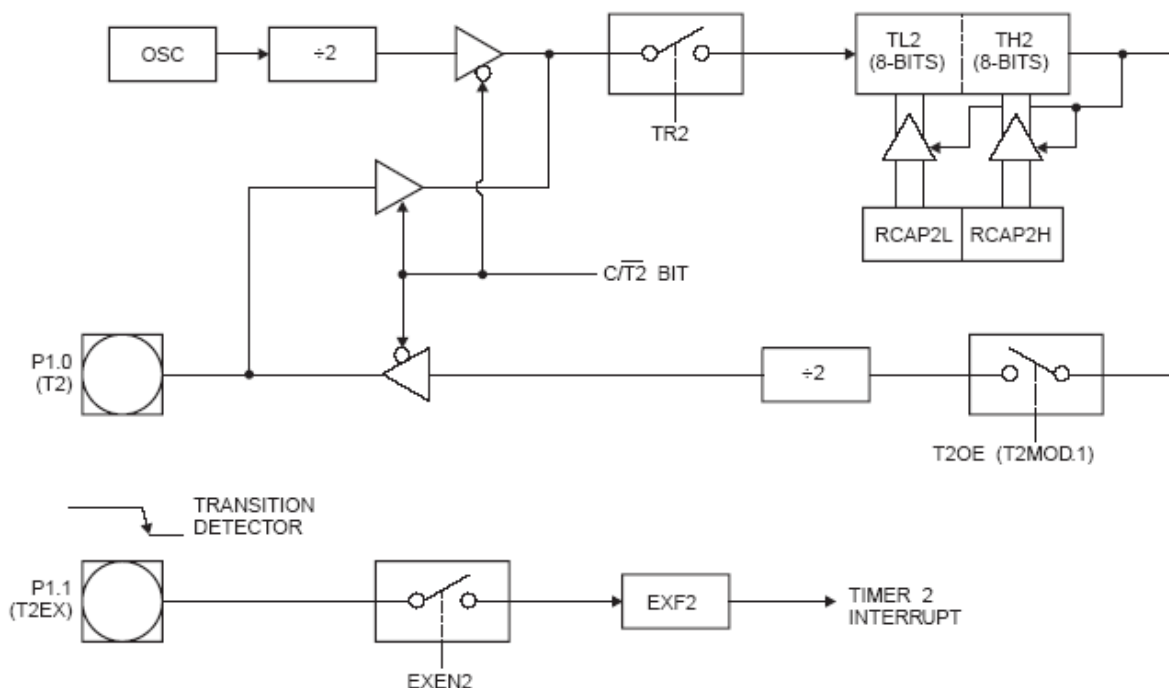 OSC
÷2
TR2
TL2
(8-BITS)
TH2
(8-BITS)
RCAP2L
RCAP2H
C/T̅2̅ BIT
P1.0
(T2)
÷2
T2OE (T2MOD.1)
TRANSITION
DETECTOR
P1.1
(T2EX)
EXEN2
EXF2
TIMER 2
INTERRUPT